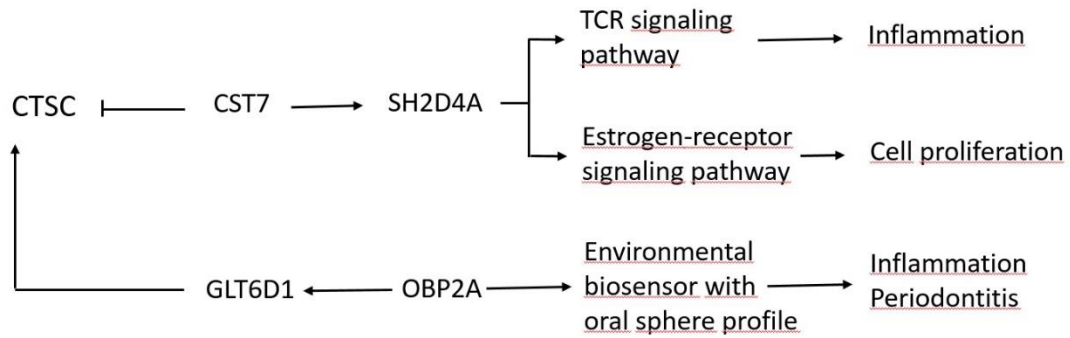 TCR signaling
pathway
Inflammation
CTSC
CST7
SH2D4A
Estrogen-receptor
signaling pathway
Cell proliferation
GLT6D1
OBP2A
Environmental
biosensor with
oral sphere profile
Inflammation
Periodontitis